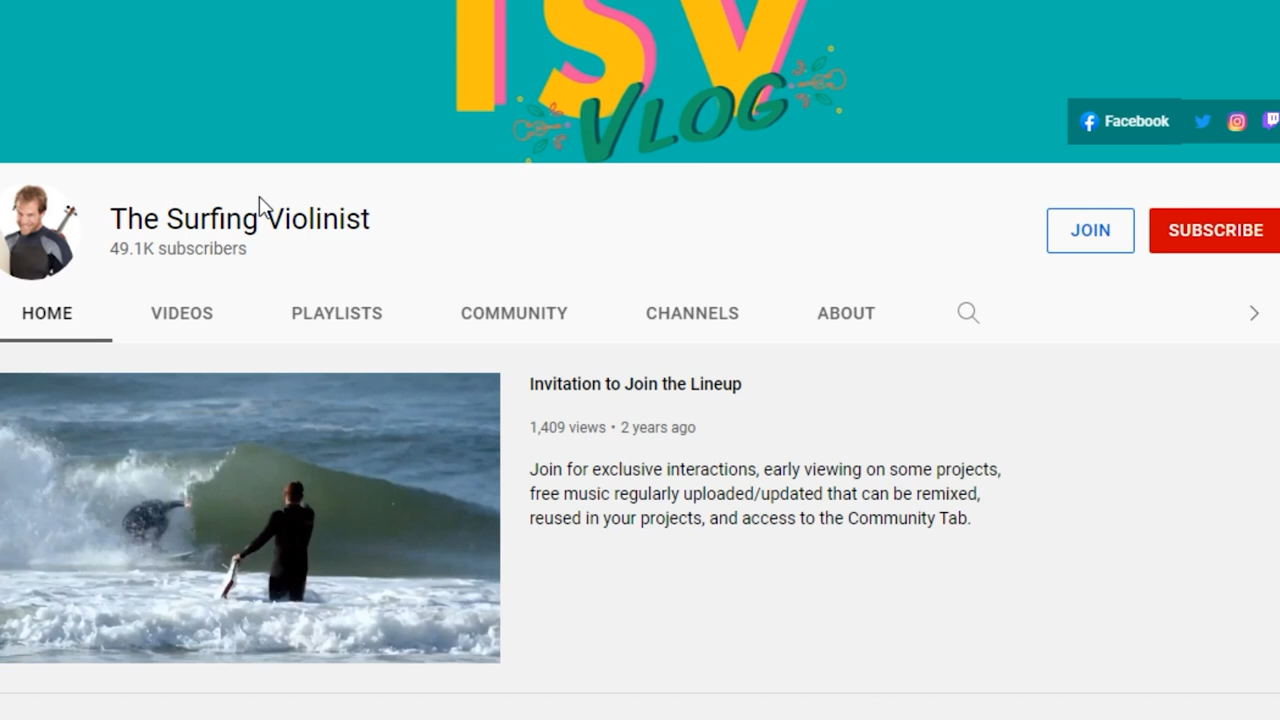 TSV
VLOG
Facebook
The Surfing Violinist
49.1K subscribers
JOIN
SUBSCRIBE
HOME
VIDEOS
PLAYLISTS
COMMUNITY
CHANNELS
ABOUT
Invitation to Join the Lineup
1,409 views • 2 years ago
Join for exclusive interactions, early viewing on some projects,
free music regularly uploaded/updated that can be remixed,
reused in your projects, and access to the Community Tab.